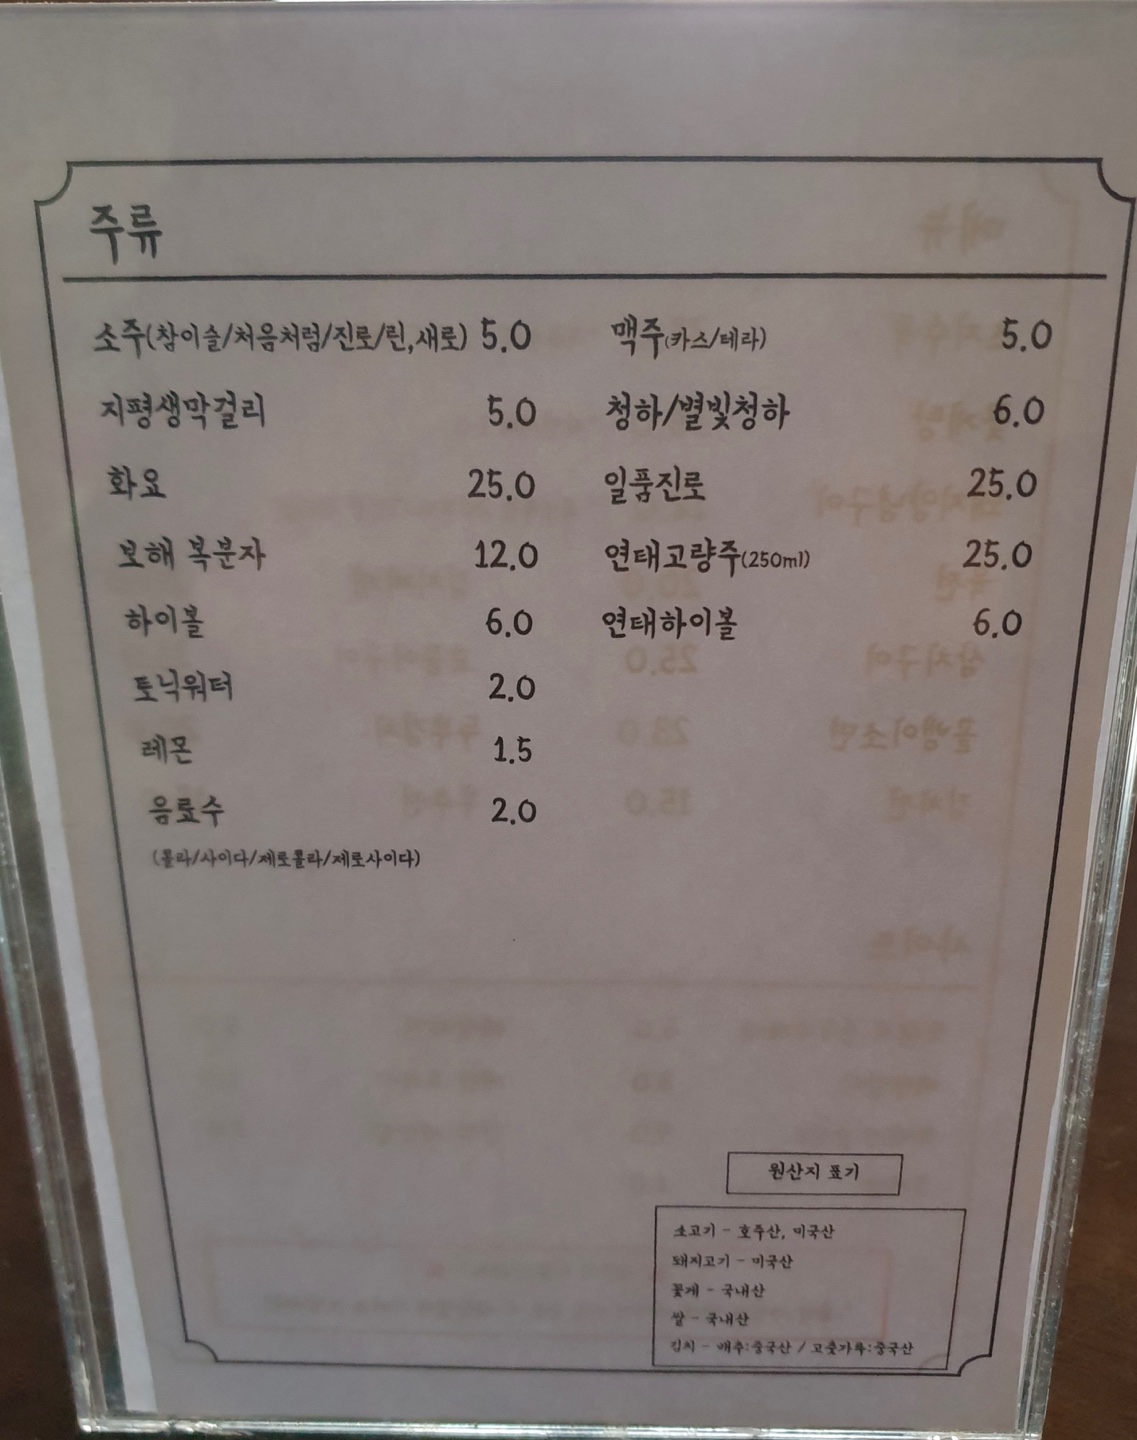 주류
소주(참이슬/처음처럼/진로/린,새로) 5.0
지평생막걸리 5.0
화요 25.0
보해 복분자 12.0
하이볼 6.0
토닉워터 2.0
레몬 1.5
음료수 2.0
(콜라/사이다/제로콜라/제로사이다)
맥주(카스/테라) 5.0
청하/별빛청하 6.0
일품진로 25.0
연태고량주(250ml) 25.0
연태하이볼 6.0
원산지 표기
소고기 - 호주산, 미국산
돼지고기 - 미국산
꽃게 - 국내산
쌀 - 국내산
김치 - 배추:중국산 / 고춧가루:중국산